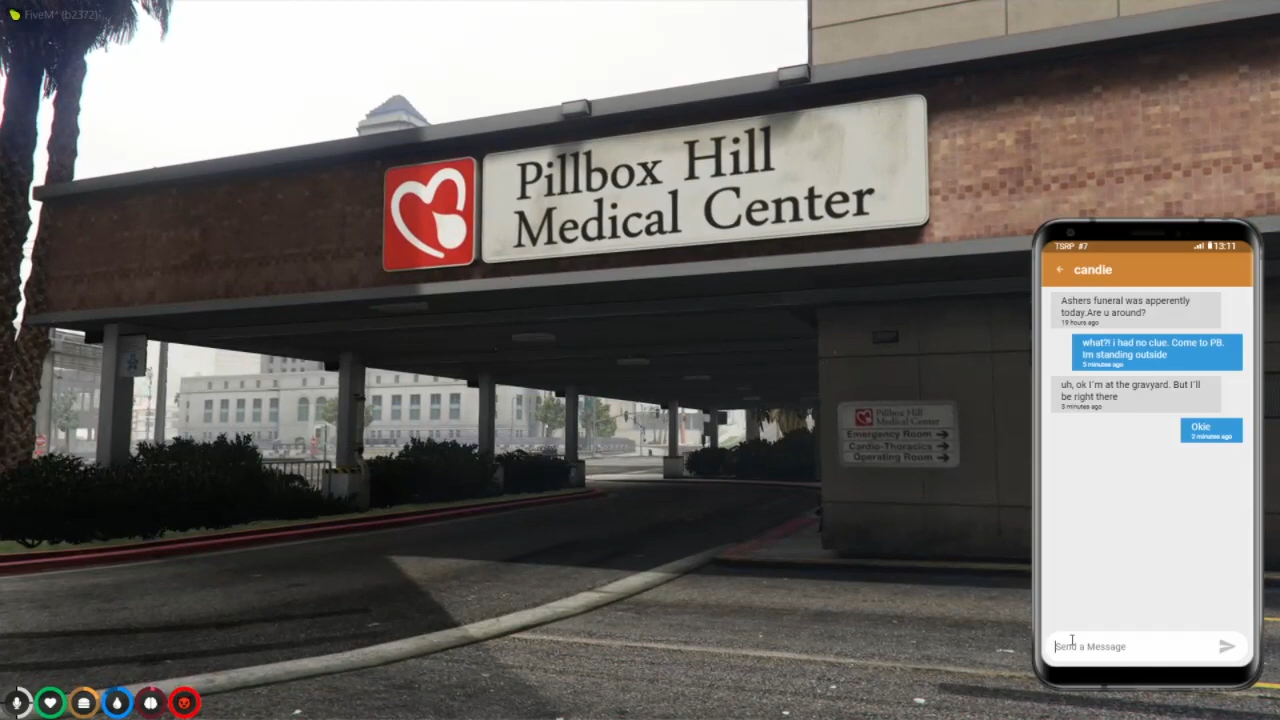 FiveM* (b2372)
Pillbox Hill
Medical Center
Pillbox Hill
Medical Center
Emergency Room
Cardio-Thoracics
Operating Room
TSRP #7
13:11
candie
Ashers funeral was apperently
today.Are u around?
19 hours ago
what?! i had no clue. Come to PB.
Im standing outside
5 minutes ago
uh, ok I´m at the gravyard. But I´ll
be right there
3 minutes ago
Okie
2 minutes ago
Send a Message